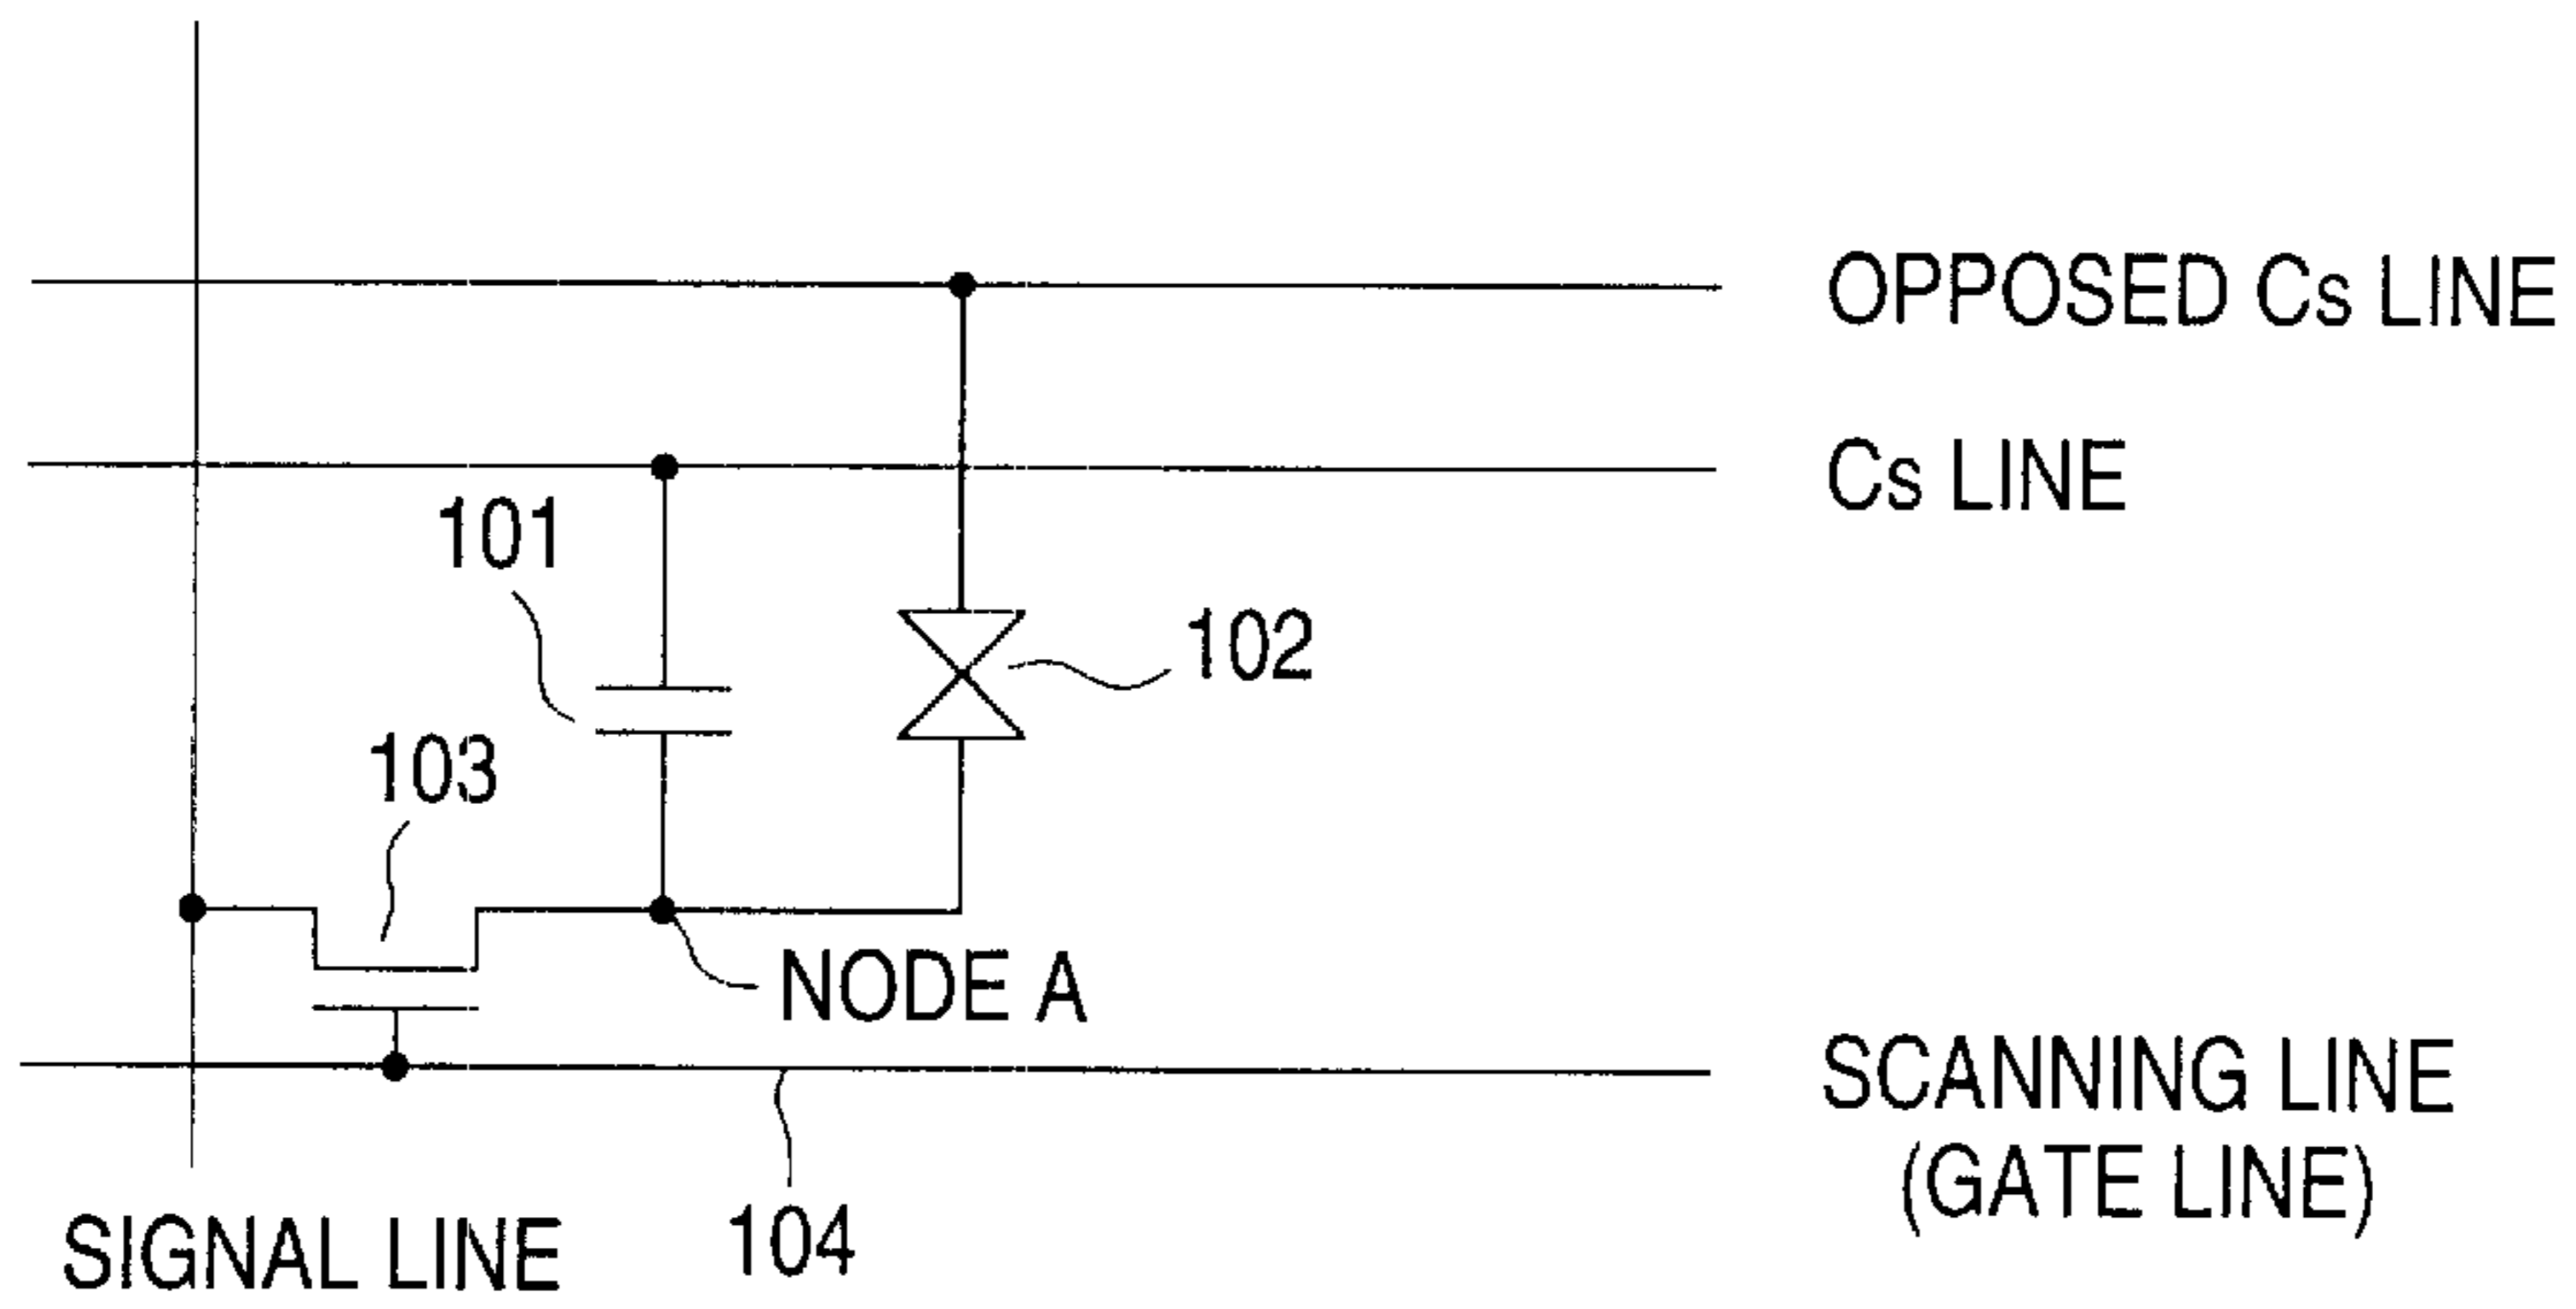 OPPOSED Cs LINE
Cs LINE
101
102
103
NODE A
SCANNING LINE
(GATE LINE)
104
SIGNAL LINE